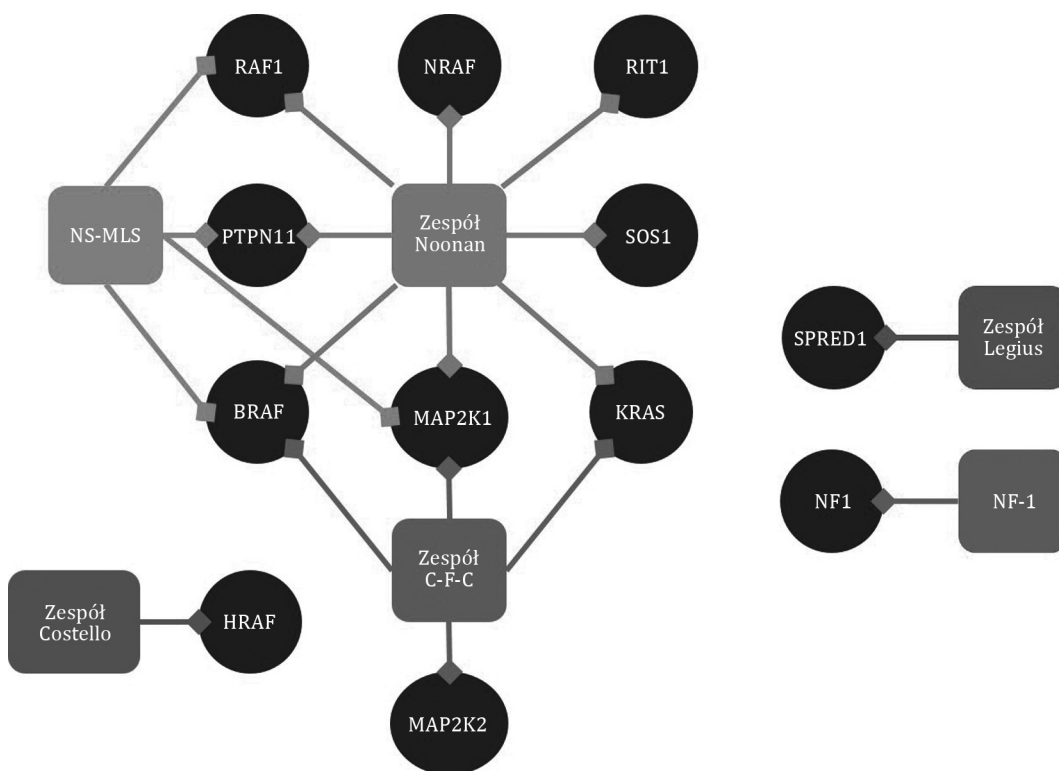 RAF1
NRAF
RIT1
NS-MLS
PTPN11
Zespół
Noonan
SOS1
SPRED1
Zespół
Legius
BRAF
MAP2K1
KRAS
NF1
NF-1
Zespół
C-F-C
Zespół
Costello
HRAF
MAP2K2